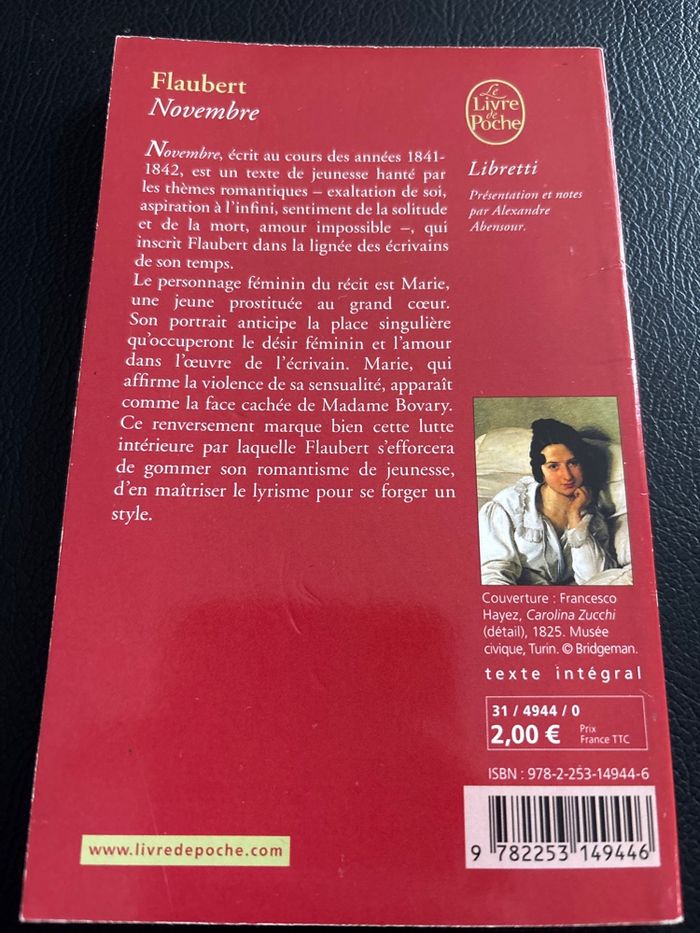 Flaubert
Novembre
Le
Livre
de
Poche
Libretti
Présentation et notes
par Alexandre
Abensour.
Novembre, écrit au cours des années 1841-
1842, est un texte de jeunesse hanté par
les thèmes romantiques – exaltation de soi,
aspiration à l'infini, sentiment de la solitude
et de la mort, amour impossible –, qui
inscrit Flaubert dans la lignée des écrivains
de son temps.
Le personnage féminin du récit est Marie,
une jeune prostituée au grand cœur.
Son portrait anticipe la place singulière
qu'occuperont le désir féminin et l'amour
dans l'œuvre de l'écrivain. Marie, qui
affirme la violence de sa sensualité, apparaît
comme la face cachée de Madame Bovary.
Ce renversement marque bien cette lutte
intérieure par laquelle Flaubert s'efforcera
de gommer son romantisme de jeunesse,
d'en maîtriser le lyrisme pour se forger un
style.
Couverture : Francesco
Hayez, Carolina Zucchi
(détail), 1825. Musée
civique, Turin. © Bridgeman.
texte intégral
31 / 4944 / 0
2,00 € Prix
France TTC
ISBN : 978-2-253-14944-6
9 782253 149446
www.livredepoche.com